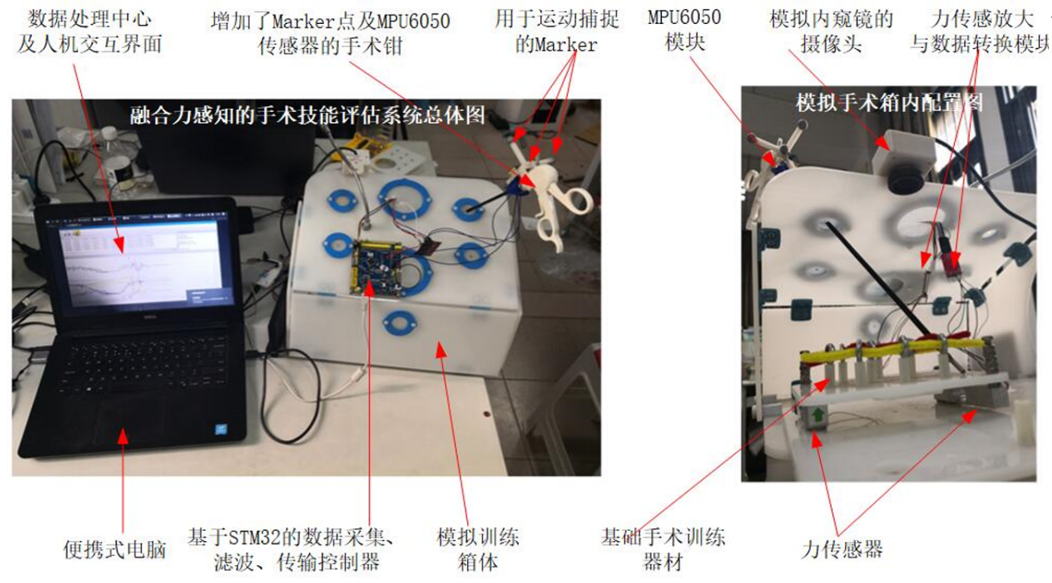 数据处理中心
及人机交互界面
增加了Marker点及MPU6050
传感器的手术钳
用于运动捕捉
的Marker
MPU6050
模块
模拟内窥镜的
摄像头
力传感放大
与数据转换模块
融合力感知的手术技能评估系统总体图
模拟手术箱内配置图
DELL
便携式电脑
基于STM32的数据采集、
滤波、传输控制器
模拟训练
箱体
基础手术训练
器材
力传感器